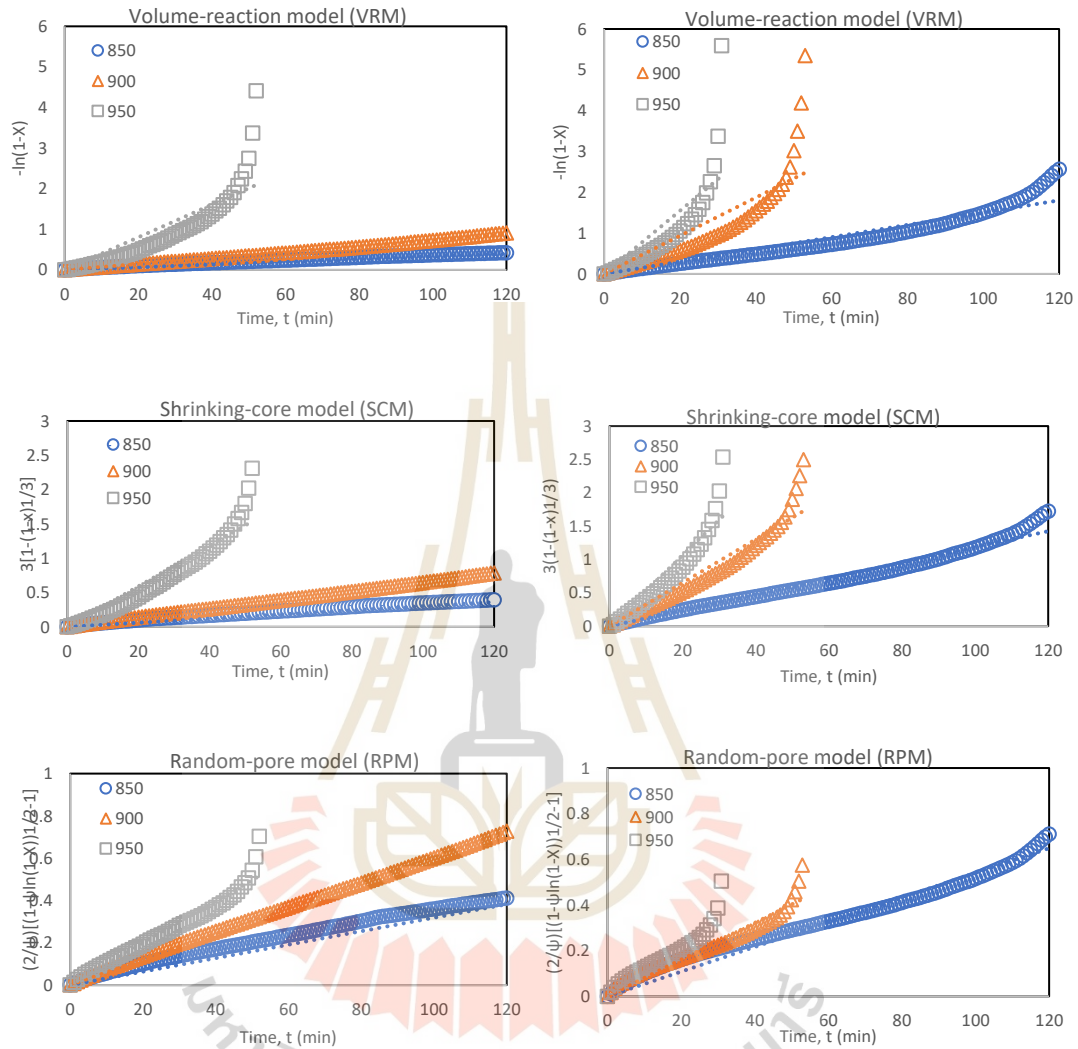 Volume-reaction model (VRM)
6
5
4
3
2
1
0
-ln(1-X)
850
900
950
0 20 40 60 80 100 120
Time, t (min)
Volume-reaction model (VRM)
6
5
4
3
2
1
0
-ln(1-X)
850
900
950
0 20 40 60 80 100 120
Time, t (min)
Shrinking-core model (SCM)
3
2.5
2
1.5
1
0.5
0
3[1-(1-x)1/3]
850
900
950
0 20 40 60 80 100 120
Time, t (min)
Shrinking-core model (SCM)
3
2.5
2
1.5
1
0.5
0
3(1-(1-x)1/3)
850
900
950
0 20 40 60 80 100 120
Time, t (min)
Random-pore model (RPM)
1
0.8
0.6
0.4
0.2
0
(2/ψ)[(1-ψln(1-X))1/2-1]
850
900
950
0 20 40 60 80 100 120
Time, t (min)
Random-pore model (RPM)
1
0.8
0.6
0.4
0.2
0
(2/ψ)[(1-ψln(1-X))1/2-1]
850
900
950
0 20 40 60 80 100 120
Time, t (min)